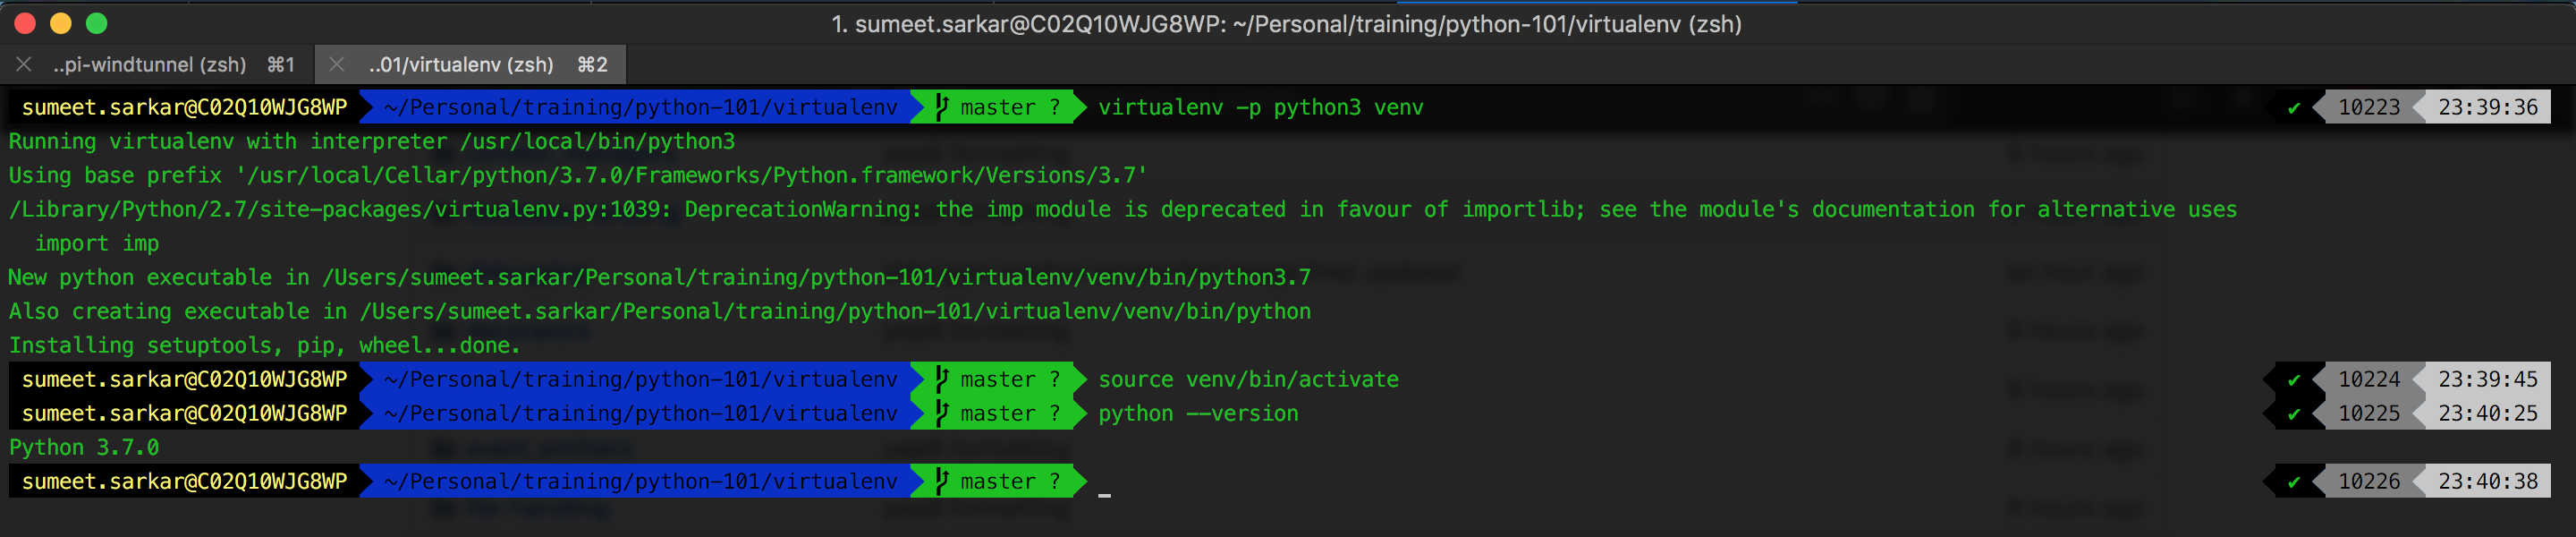 1. sumeet.sarkar@C02Q10WJG8WP: ~/Personal/training/python-101/virtualenv (zsh)
..pi-windtunnel (zsh) ⌘1 ..01/virtualenv (zsh) ⌘2
sumeet.sarkar@C02Q10WJG8WP ~/Personal/training/python-101/virtualenv master ? virtualenv -p python3 venv ✔ 10223 23:39:36
Running virtualenv with interpreter /usr/local/bin/python3
Using base prefix '/usr/local/Cellar/python/3.7.0/Frameworks/Python.framework/Versions/3.7'
/Library/Python/2.7/site-packages/virtualenv.py:1039: DeprecationWarning: the imp module is deprecated in favour of importlib; see the module's documentation for alternative uses
  import imp
New python executable in /Users/sumeet.sarkar/Personal/training/python-101/virtualenv/venv/bin/python3.7
Also creating executable in /Users/sumeet.sarkar/Personal/training/python-101/virtualenv/venv/bin/python
Installing setuptools, pip, wheel...done.
sumeet.sarkar@C02Q10WJG8WP ~/Personal/training/python-101/virtualenv master ? source venv/bin/activate ✔ 10224 23:39:45
sumeet.sarkar@C02Q10WJG8WP ~/Personal/training/python-101/virtualenv master ? python --version ✔ 10225 23:40:25
Python 3.7.0
sumeet.sarkar@C02Q10WJG8WP ~/Personal/training/python-101/virtualenv master ? _ ✔ 10226 23:40:38